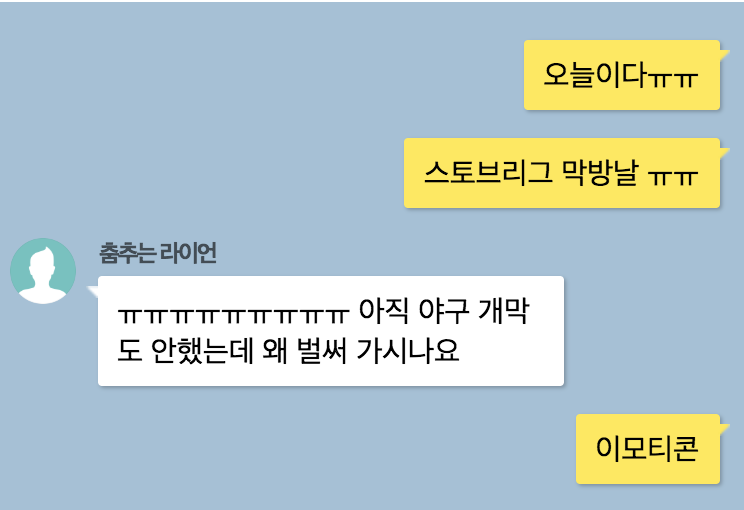 오늘이다ㅠㅠ
스토브리그 막방날 ㅠㅠ
춤추는 라이언
ㅠㅠㅠㅠㅠㅠㅠㅠㅠ 아직 야구 개막
도 안했는데 왜 벌써 가시나요
이모티콘